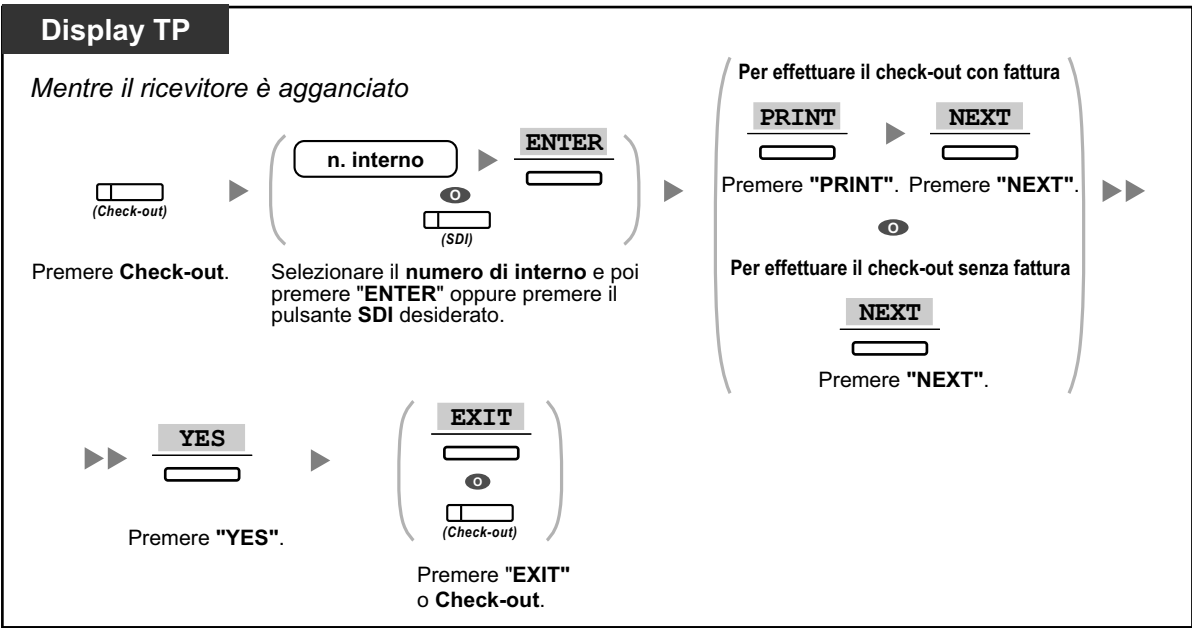 Display TP
Mentre il ricevitore è agganciato
(Check-out)
Premere Check-out.
n. interno
ENTER
O
(SDI)
Selezionare il numero di interno e poi
premere "ENTER" oppure premere il
pulsante SDI desiderato.
Per effettuare il check-out con fattura
PRINT
NEXT
Premere "PRINT". Premere "NEXT".
O
Per effettuare il check-out senza fattura
NEXT
Premere "NEXT".
YES
Premere "YES".
EXIT
O
(Check-out)
Premere "EXIT"
o Check-out.